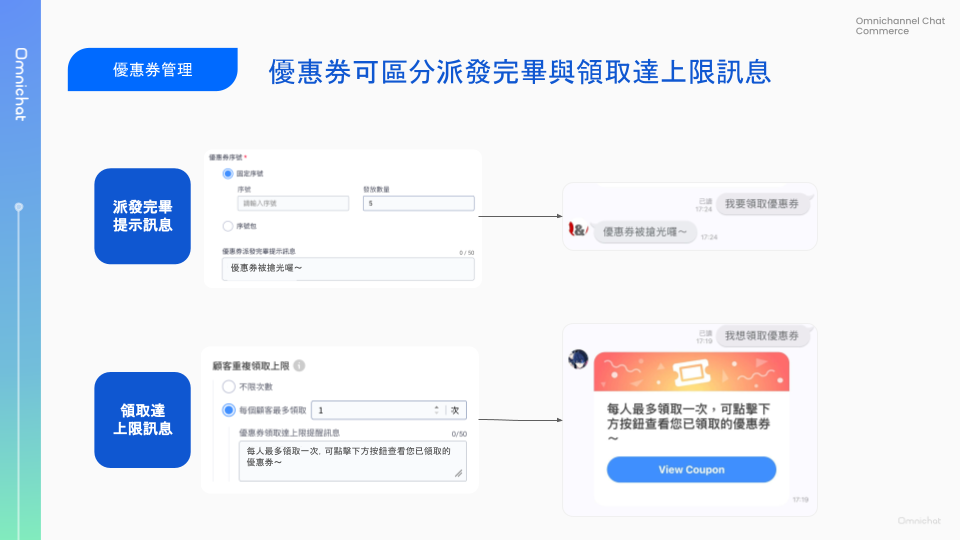 Omnichannel Chat
Commerce
Omnichat
優惠券管理
優惠券可區分派發完畢與領取達上限訊息
派發完畢
提示訊息
優惠券序號 *
固定序號
序號
發放數量
請輸入序號
5
序號包
優惠券派發完畢提示訊息
0 / 50
優惠券被搶光囉～
已讀
17:24
我要領取優惠券
優惠券被搶光囉～
17:24
領取達
上限訊息
顧客重複領取上限
不限次數
每個顧客最多領取
1
次
優惠券領取達上限提醒訊息
0/50
每人最多領取一次, 可點擊下方按鈕查看您已領取的
優惠券～
已讀
17:19
我想領取優惠券
每人最多領取一次，可點擊下
方按鈕查看您已領取的優惠券
～
View Coupon
17:19
Omnichat